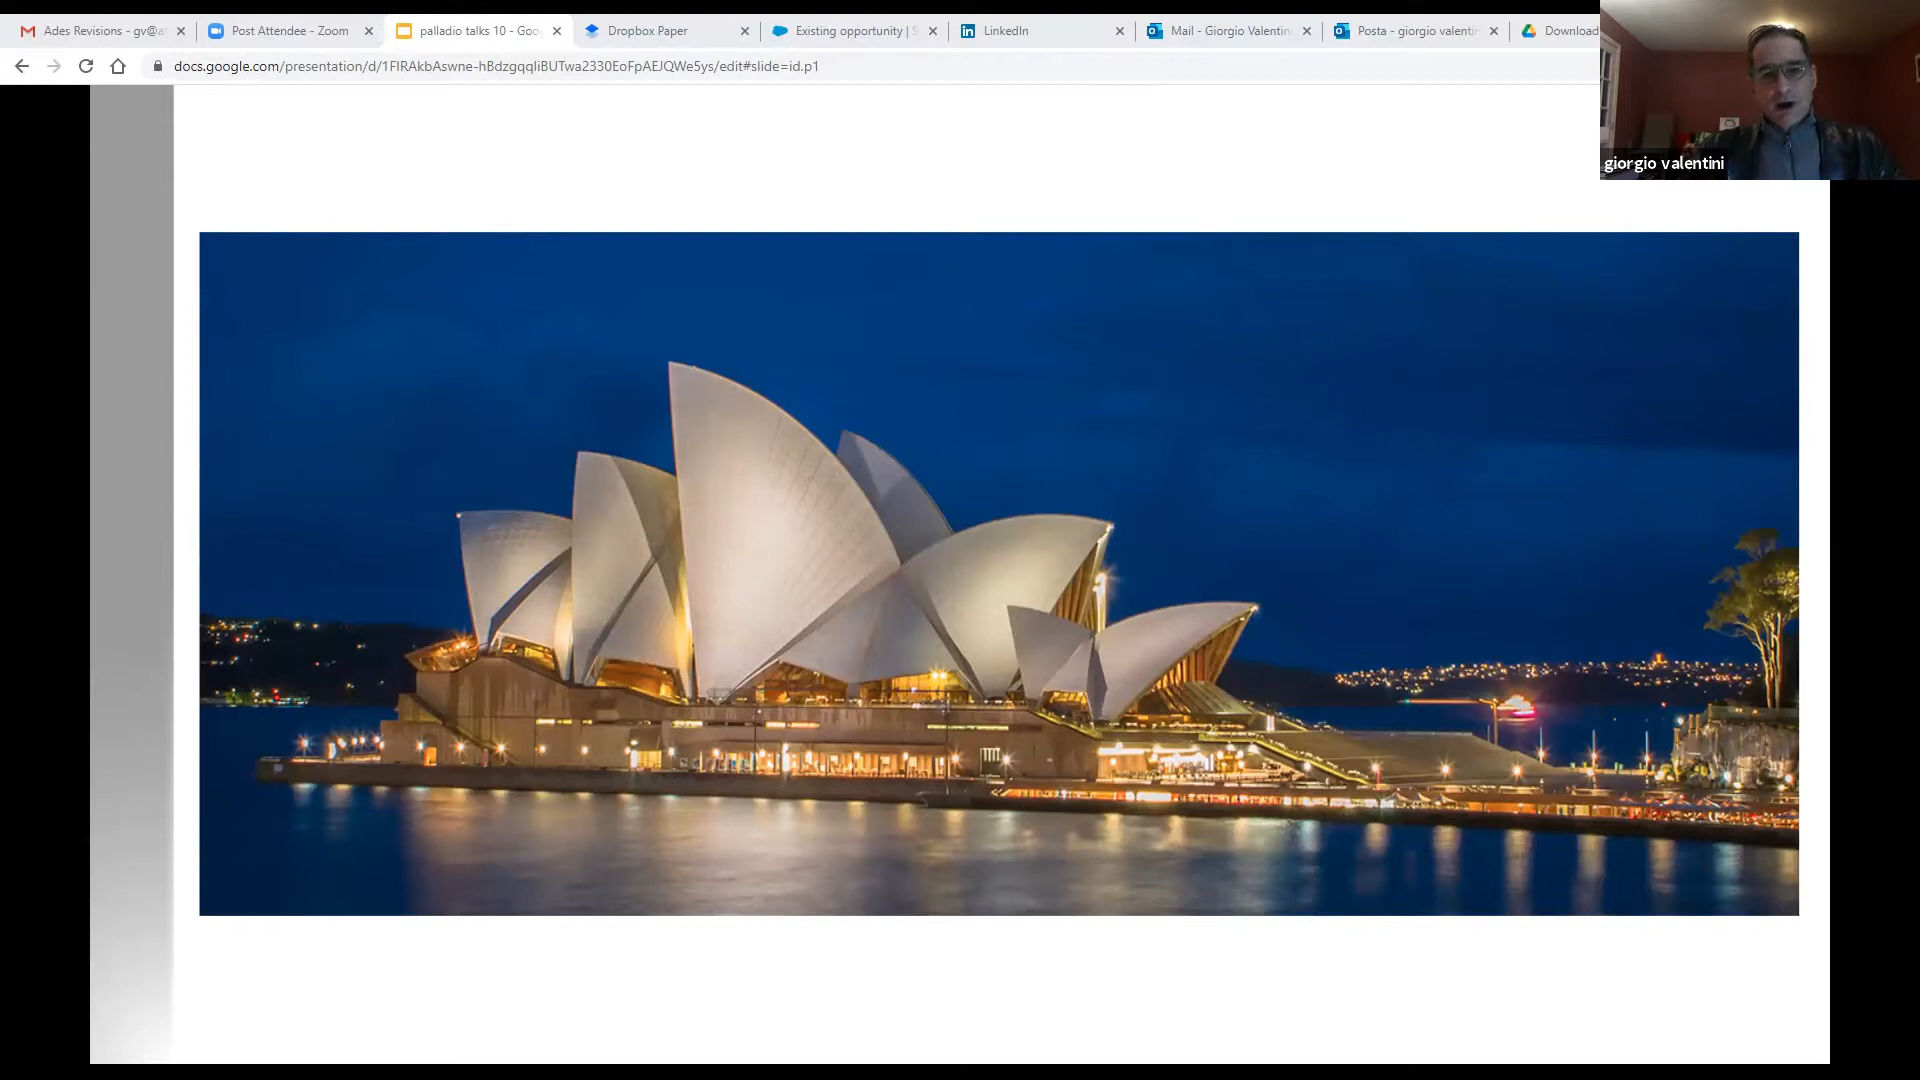 Ades Revisions - gv@a
Post Attendee - Zoom
palladio talks 10 - Goo
Dropbox Paper
Existing opportunity | S
LinkedIn
Mail - Giorgio Valentin
Posta - giorgio valentin
Download
docs.google.com/presentation/d/1FIRAkbAswne-hBdzgqqliBUTwa2330EoFpAEJQWe5ys/edit#slide=id.p1
giorgio valentini